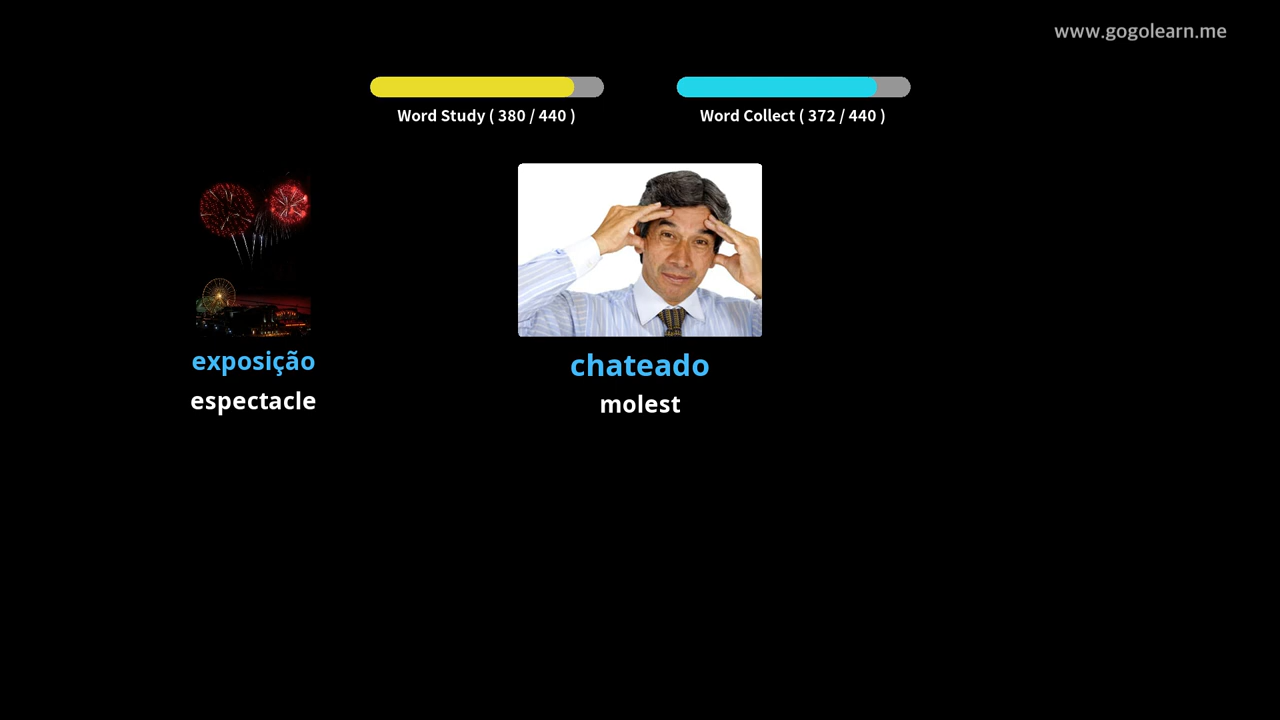 www.gogolearn.me
Word Study ( 380 / 440 )
Word Collect ( 372 / 440 )
exposição
espectacle
chateado
molest